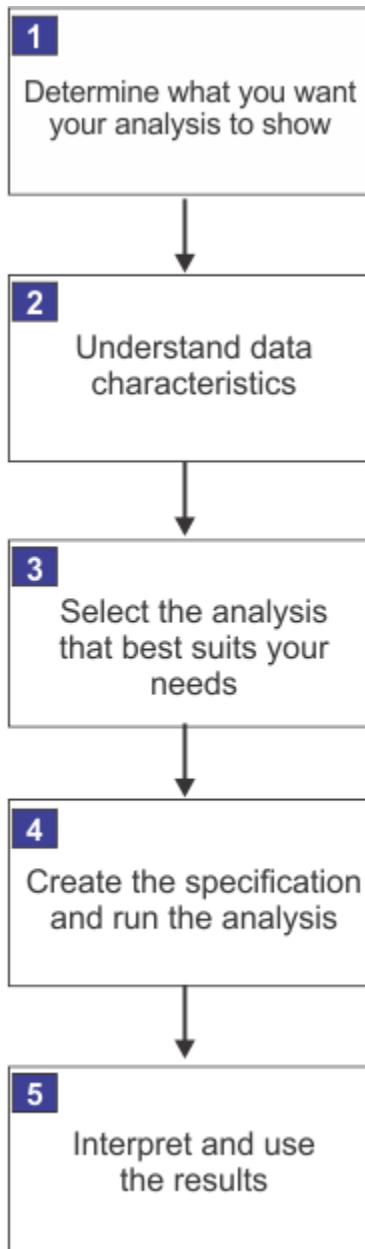 1
Determine what you want
your analysis to show
2
Understand data
characteristics
3
Select the analysis
that best suits your
needs
4
Create the specification
and run the analysis
5
Interpret and use
the results